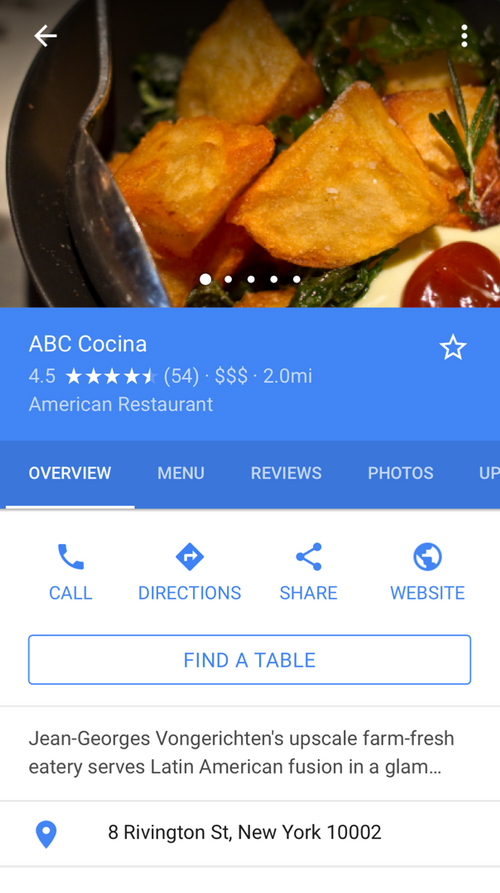 ABC Cocina
4.5 ★★★★⯨ (54) · $$$ · 2.0mi
American Restaurant
OVERVIEW MENU REVIEWS PHOTOS UP
CALL DIRECTIONS SHARE WEBSITE
FIND A TABLE
Jean-Georges Vongerichten's upscale farm-fresh
eatery serves Latin American fusion in a glam…
8 Rivington St, New York 10002